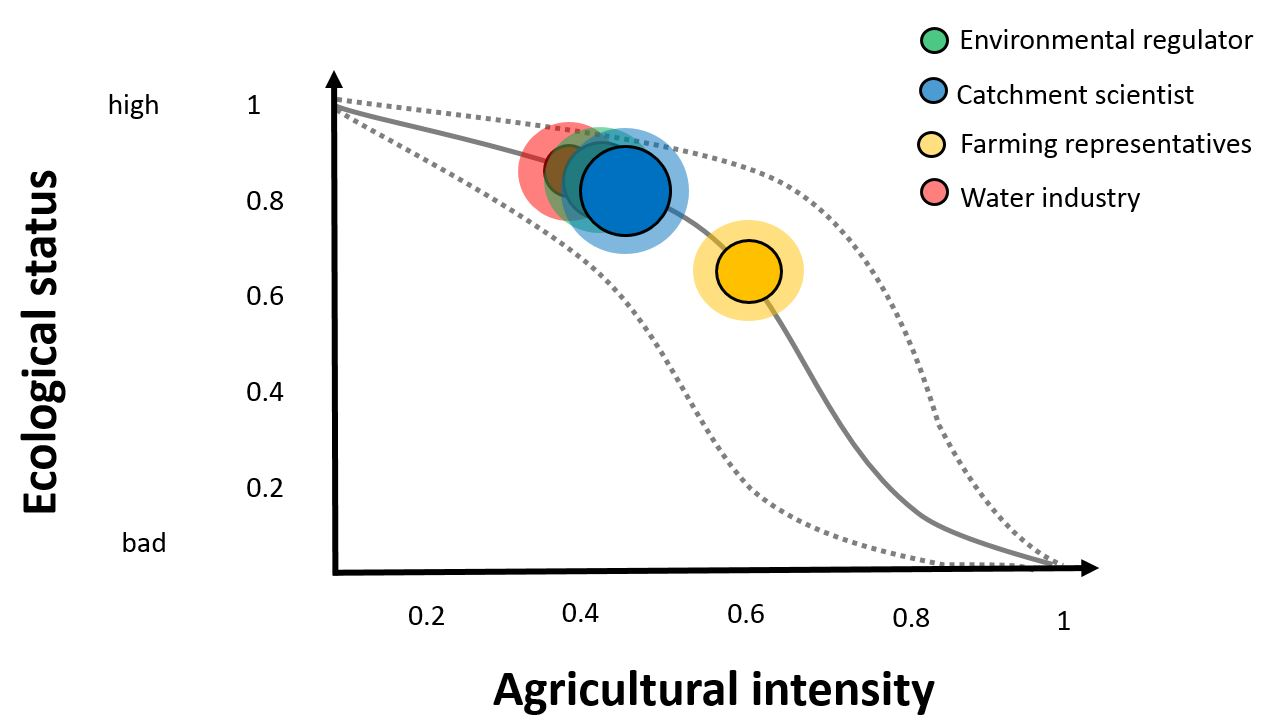 Environmental regulator
Catchment scientist
Farming representatives
Water industry
high
1
0.8
0.6
0.4
0.2
bad
Ecological status
0.2
0.4
0.6
0.8
1
Agricultural intensity